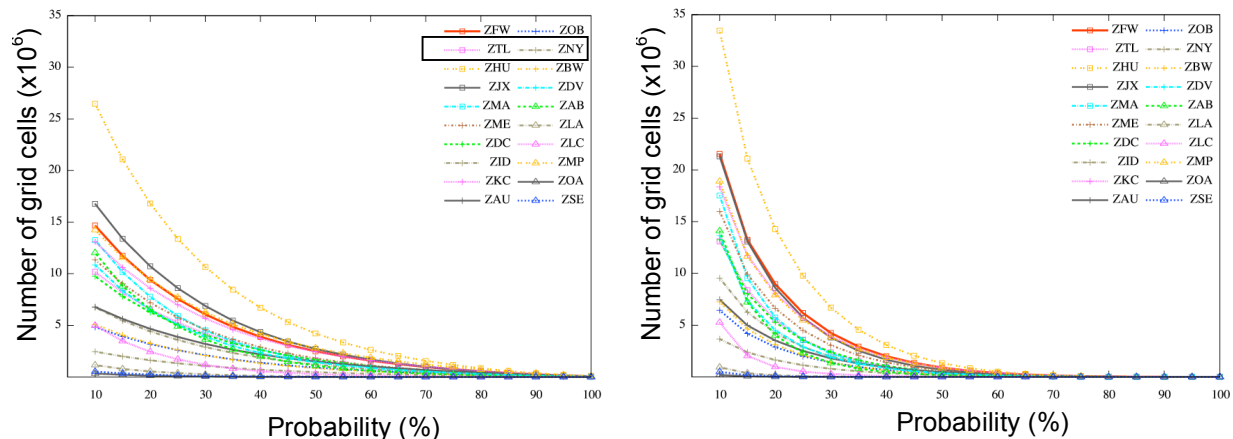 35
30
25
20
15
10
5
Number of grid cells (x10⁶)
ZFW ZOB
ZTL ZNY
ZHU ZBW
ZJX ZDV
ZMA ZAB
ZME ZLA
ZDC ZLC
ZID ZMP
ZKC ZOA
ZAU ZSE
10 20 30 40 50 60 70 80 90 100
Probability (%)
35
30
25
20
15
10
5
Number of grid cells (x10⁶)
ZFW ZOB
ZTL ZNY
ZHU ZBW
ZJX ZDV
ZMA ZAB
ZME ZLA
ZDC ZLC
ZID ZMP
ZKC ZOA
ZAU ZSE
10 20 30 40 50 60 70 80 90 100
Probability (%)